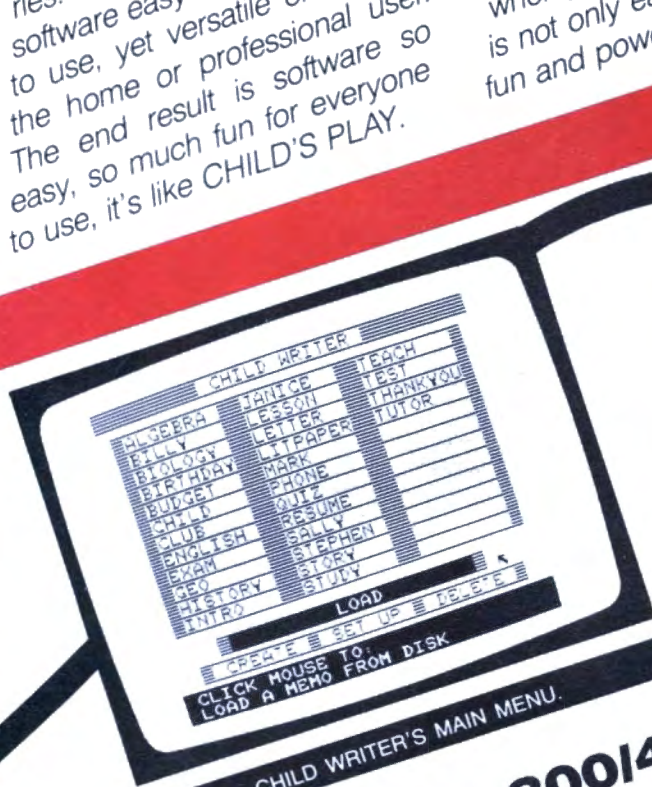 software easy
to use, yet versatile
the home or professional user.
The end result is software so
easy, so much fun for everyone
to use, it's like CHILD'S PLAY.
is not only
fun and
CHILD WRITER
ALGEBRA JANICE TEACH
BILLY LESSON TEST
BIOLOGY LETTER THANKYOU
BIRTHDAY LITPAPER TUTOR
BUDGET MARK
CHILD PHONE
CLUB QUIZ
ENGLISH RESUME
EXAM SALLY
GEO STEPHEN
HISTORY STORY
INTRO STUDY
LOAD
CREATE SET UP DELETE
CLICK MOUSE TO:
LOAD A MEMO FROM DISK
CHILD WRITER'S MAIN MENU.